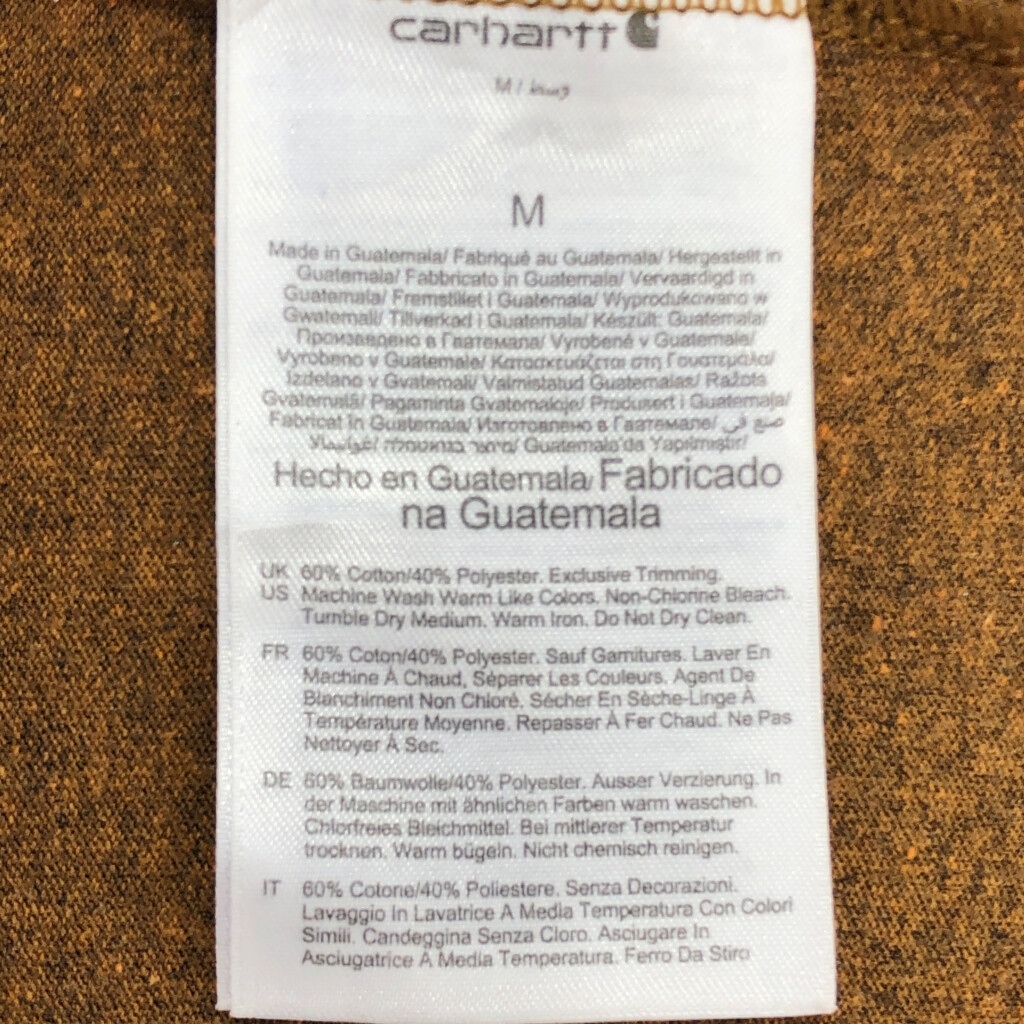 carhartt
M /
M
Made in Guatemala/ Fabriqué au Guatemala/ Hergestellt in
Guatemala/ Fabbricato in Guatemala/ Vervaardigd in
Guatemala/ Fremstillet i Guatemala/ Wyprodukowano w
Gwatemali/ Tillverkad i Guatemala/ Készült: Guatemala/
Произведено в Гватемала/ Vyrobené v Guatemale/
Vyrobeno v Guatemale/ Κατασκευάζεται στη Γουατεμάλα/
Izdelano v Gvatemali/ Valmistatud Guatemalas/ Ražots
Gvatemalā/ Pagaminta Gvatemaloje/ Produsert i Guatemala/
Fabricat în Guatemala/ Изготовлено в Гватемале/ صنع في
Guatemala'da Yapılmıştır/
Hecho en Guatemala/ Fabricado
na Guatemala
UK 60% Cotton/40% Polyester. Exclusive Trimming.
US Machine Wash Warm Like Colors. Non-Chlorine Bleach.
Tumble Dry Medium. Warm Iron. Do Not Dry Clean.
FR 60% Coton/40% Polyester. Sauf Garnitures. Laver En
Machine À Chaud, Séparer Les Couleurs. Agent De
Blanchiment Non Chloré. Sécher En Sèche-Linge À
Température Moyenne. Repasser À Fer Chaud. Ne Pas
Nettoyer À Sec.
DE 60% Baumwolle/40% Polyester. Ausser Verzierung. In
der Maschine mit ähnlichen Farben warm waschen.
Chlorfreies Bleichmittel. Bei mittlerer Temperatur
trocknen. Warm bügeln. Nicht chemisch reinigen.
IT 60% Cotone/40% Poliestere. Senza Decorazioni.
Lavaggio In Lavatrice A Media Temperatura Con Colori
Simili. Candeggina Senza Cloro. Asciugare In
Asciugatrice A Media Temperatura. Ferro Da Stiro